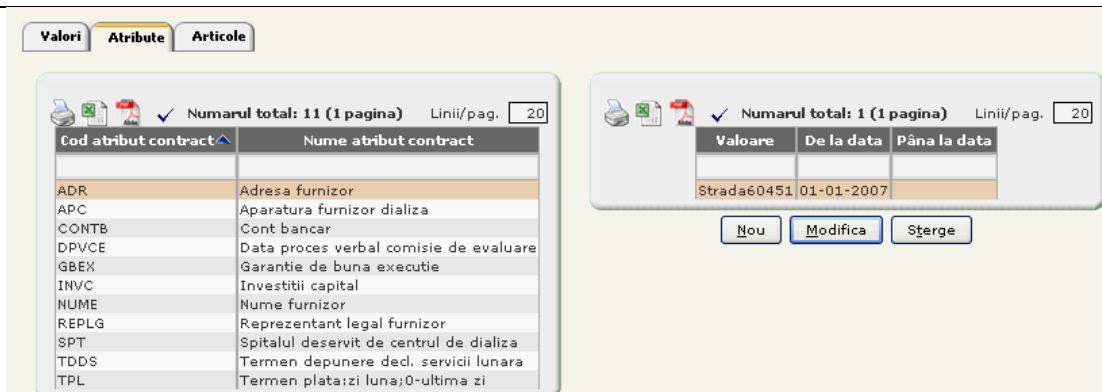 Valori Atribute Articole
Numarul total: 11 (1 pagina) Linii/pag. 20
Cod atribut contract Nume atribut contract
ADR Adresa furnizor
APC Aparatura furnizor dializa
CONTB Cont bancar
DPVCE Data proces verbal comisie de evaluare
GBEX Garantie de buna executie
INVC Investitii capital
NUME Nume furnizor
REPLG Reprezentant legal furnizor
SPT Spitalul deservit de centrul de dializa
TDDS Termen depunere decl. servicii lunara
TPL Termen plata:zi luna;0-ultima zi
Numarul total: 1 (1 pagina) Linii/pag. 20
Valoare De la data Pâna la data
Strada60451 01-01-2007
Nou Modifica Sterge